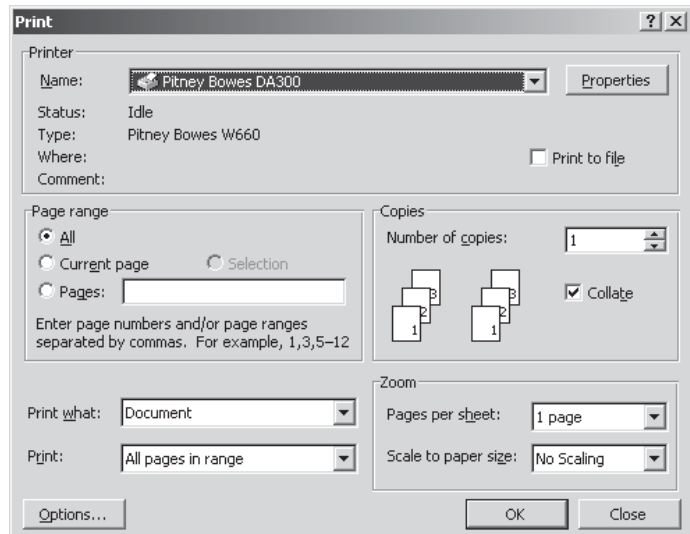 Print
? ×
Printer
Name: Pitney Bowes DA300 Properties
Status: Idle
Type: Pitney Bowes W660
Where: Print to file
Comment:
Page range
All
Current page Selection
Pages:
Enter page numbers and/or page ranges
separated by commas. For example, 1,3,5–12
Copies
Number of copies: 1
3 3
2 2
1 1
Collate
Print what: Document
Print: All pages in range
Zoom
Pages per sheet: 1 page
Scale to paper size: No Scaling
Options... OK Close